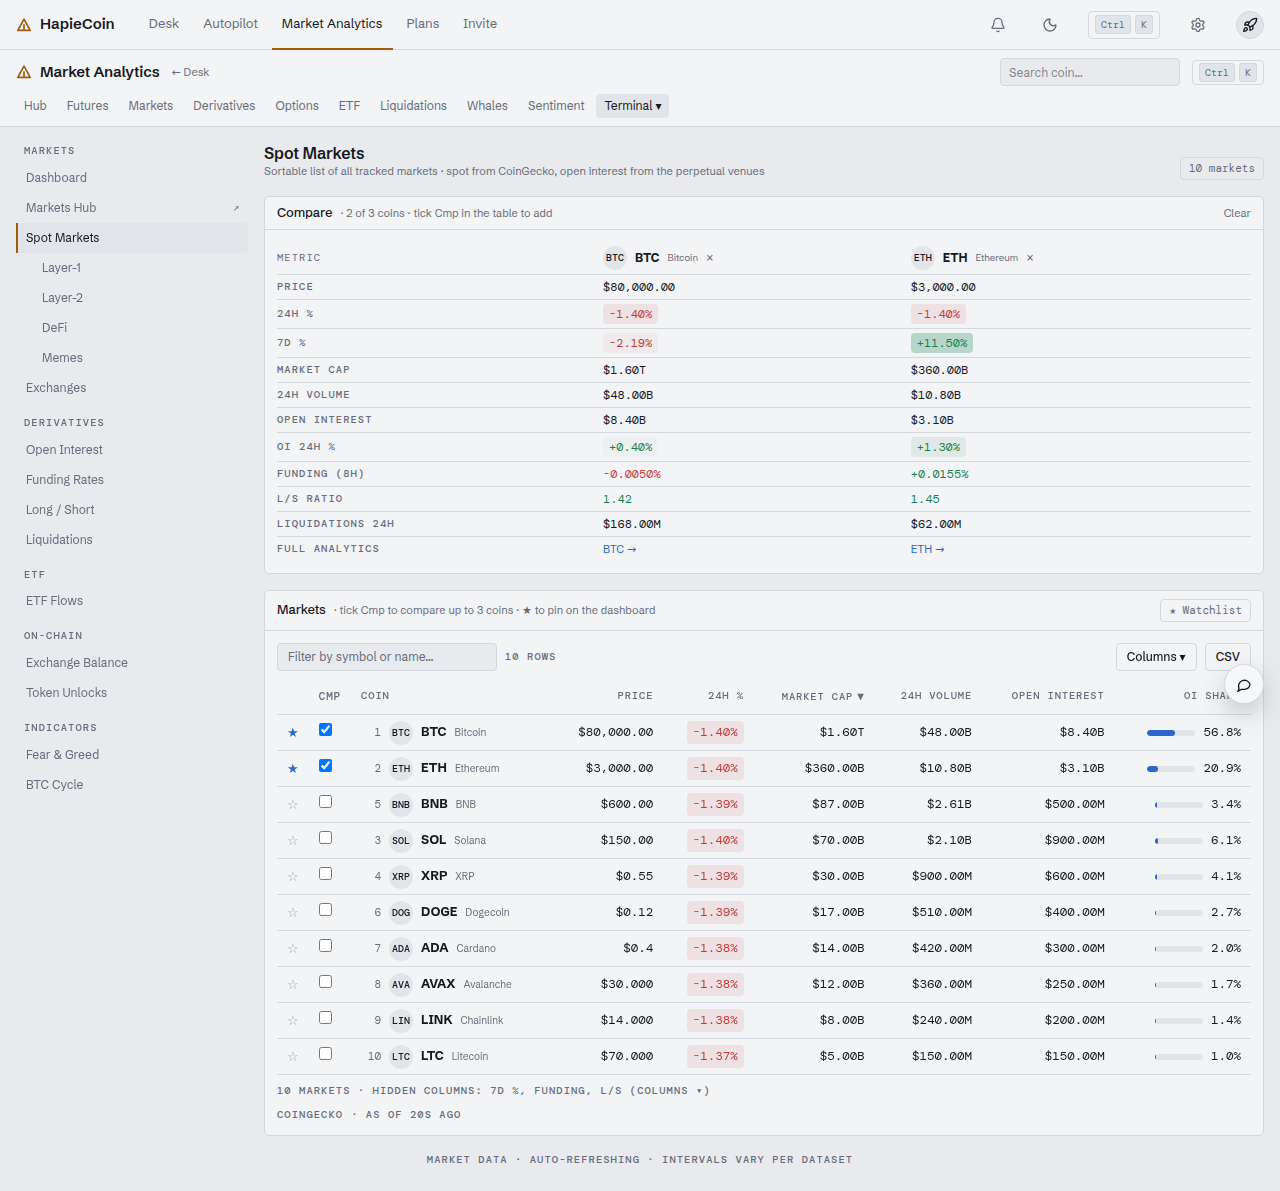 HapieCoin Desk Autopilot Market Analytics Plans Invite Ctrl K
Market Analytics ← Desk Search coin... Ctrl K
Hub Futures Markets Derivatives Options ETF Liquidations Whales Sentiment Terminal ▾
MARKETS
Dashboard
Markets Hub ↗
Spot Markets
Layer-1
Layer-2
DeFi
Memes
Exchanges
DERIVATIVES
Open Interest
Funding Rates
Long / Short
Liquidations
ETF
ETF Flows
ON-CHAIN
Exchange Balance
Token Unlocks
INDICATORS
Fear & Greed
BTC Cycle
Spot Markets
Sortable list of all tracked markets · spot from CoinGecko, open interest from the perpetual venues
10 markets
Compare · 2 of 3 coins · tick Cmp in the table to add Clear
METRIC BTC BTC Bitcoin × ETH ETH Ethereum ×
PRICE $80,000.00 $3,000.00
24H % -1.40% -1.40%
7D % -2.19% +11.50%
MARKET CAP $1.60T $360.00B
24H VOLUME $48.00B $10.80B
OPEN INTEREST $8.40B $3.10B
OI 24H % +0.40% +1.30%
FUNDING (8H) -0.0050% +0.0155%
L/S RATIO 1.42 1.45
LIQUIDATIONS 24H $168.00M $62.00M
FULL ANALYTICS BTC → ETH →
Markets · tick Cmp to compare up to 3 coins · ★ to pin on the dashboard ★ Watchlist
Filter by symbol or name... 10 ROWS Columns ▾ CSV
CMP COIN PRICE 24H % MARKET CAP ▼ 24H VOLUME OPEN INTEREST OI
★ 1 BTC BTC Bitcoin $80,000.00 -1.40% $1.60T $48.00B $8.40B 56.8%
★ 2 ETH ETH Ethereum $3,000.00 -1.40% $360.00B $10.80B $3.10B 20.9%
☆ 5 BNB BNB BNB $600.00 -1.39% $87.00B $2.61B $500.00M 3.4%
☆ 3 SOL SOL Solana $150.00 -1.40% $70.00B $2.10B $900.00M 6.1%
☆ 4 XRP XRP XRP $0.55 -1.39% $30.00B $900.00M $600.00M 4.1%
☆ 6 DOG DOGE Dogecoin $0.12 -1.39% $17.00B $510.00M $400.00M 2.7%
☆ 7 ADA ADA Cardano $0.4 -1.38% $14.00B $420.00M $300.00M 2.0%
☆ 8 AVA AVAX Avalanche $30.000 -1.38% $12.00B $360.00M $250.00M 1.7%
☆ 9 LIN LINK Chainlink $14.000 -1.38% $8.00B $240.00M $200.00M 1.4%
☆ 10 LTC LTC Litecoin $70.000 -1.37% $5.00B $150.00M $150.00M 1.0%
10 MARKETS · HIDDEN COLUMNS: 7D %, FUNDING, L/S (COLUMNS ▾)
COINGECKO · AS OF 20S AGO
MARKET DATA · AUTO-REFRESHING · INTERVALS VARY PER DATASET